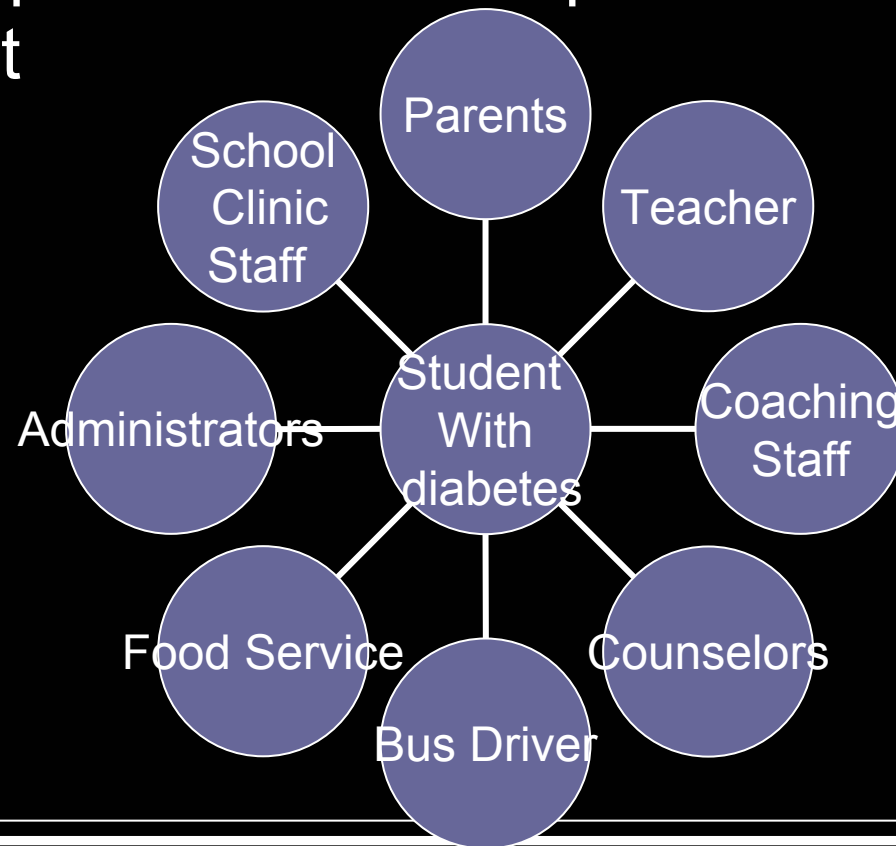 t
Parents
School
Clinic
Staff
Teacher
Administrators
Student
With
diabetes
Coaching
Staff
Food Service
Counselors
Bus Driver